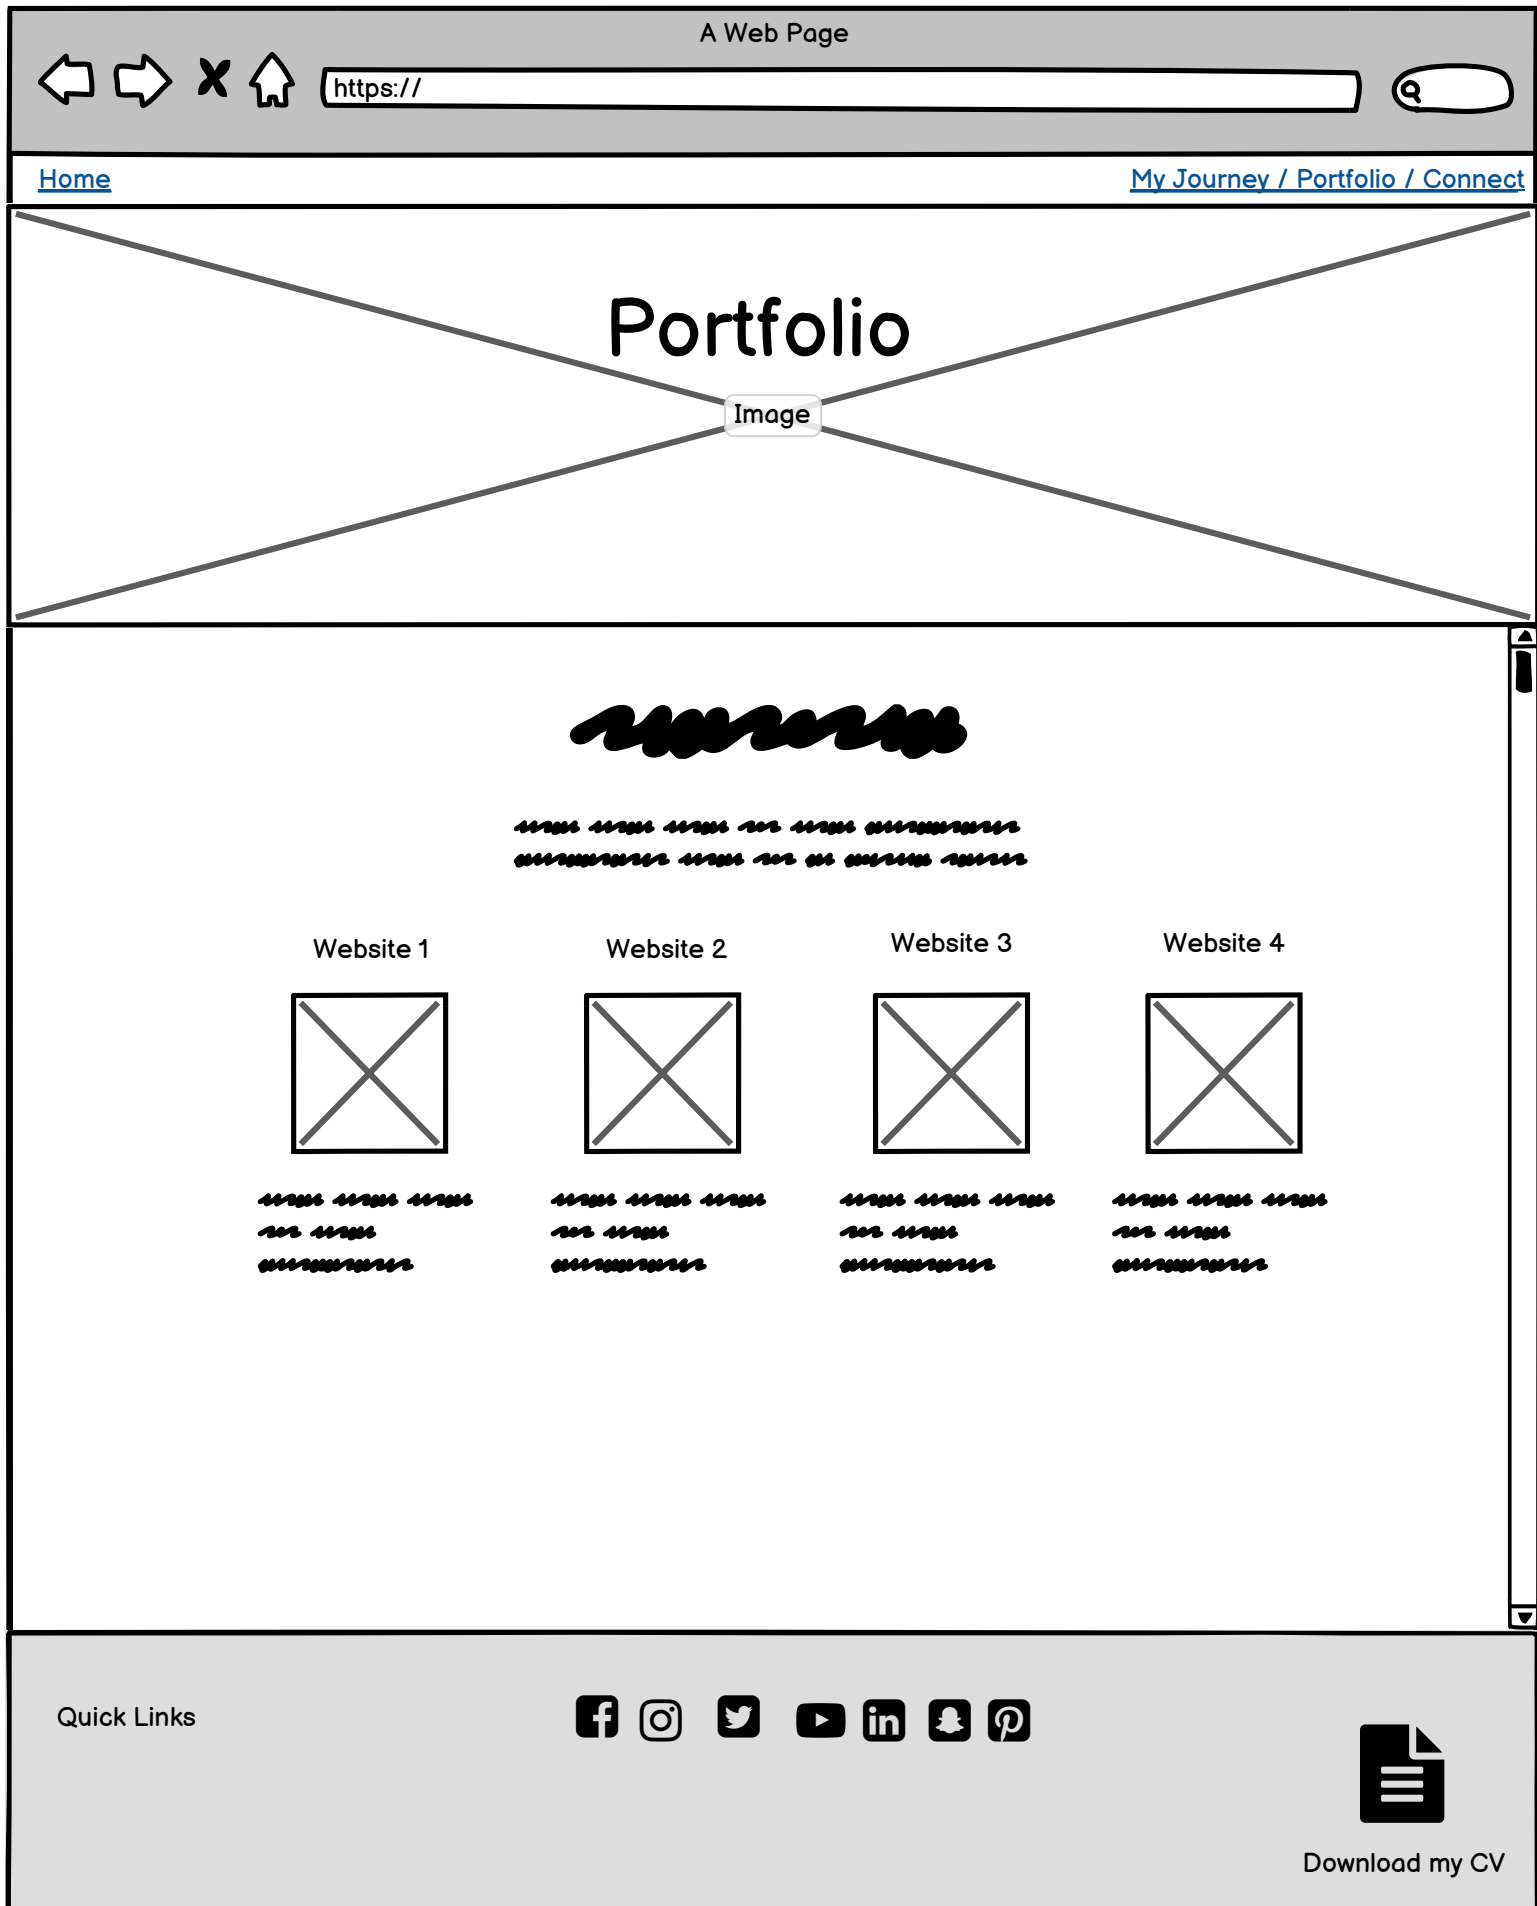 A Web Page
https://
Home
My Journey / Portfolio / Connect
Portfolio
Image
Website 1
Website 2
Website 3
Website 4
Quick Links
Download my CV